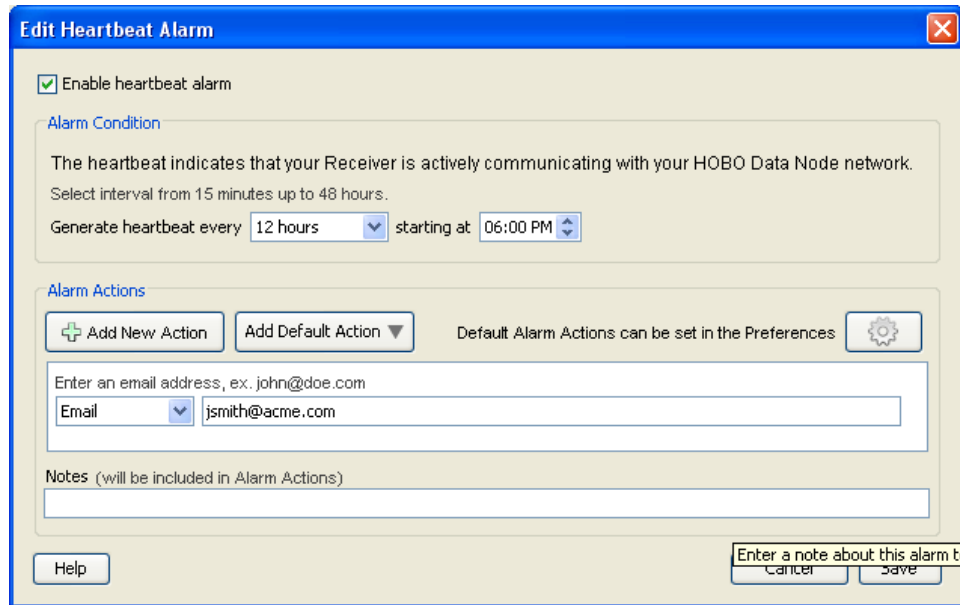 Edit Heartbeat Alarm
Enable heartbeat alarm
Alarm Condition
The heartbeat indicates that your Receiver is actively communicating with your HOBO Data Node network.
Select interval from 15 minutes up to 48 hours.
Generate heartbeat every 12 hours starting at 06:00 PM
Alarm Actions
Add New Action Add Default Action Default Alarm Actions can be set in the Preferences
Enter an email address, ex. john@doe.com
Email jsmith@acme.com
Notes (will be included in Alarm Actions)
Enter a note about this alarm t
Help Cancel Save